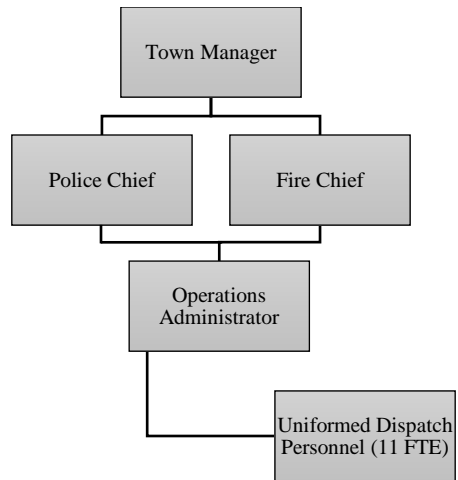 Town Manager
Police Chief
Fire Chief
Operations
Administrator
Uniformed Dispatch
Personnel (11 FTE)